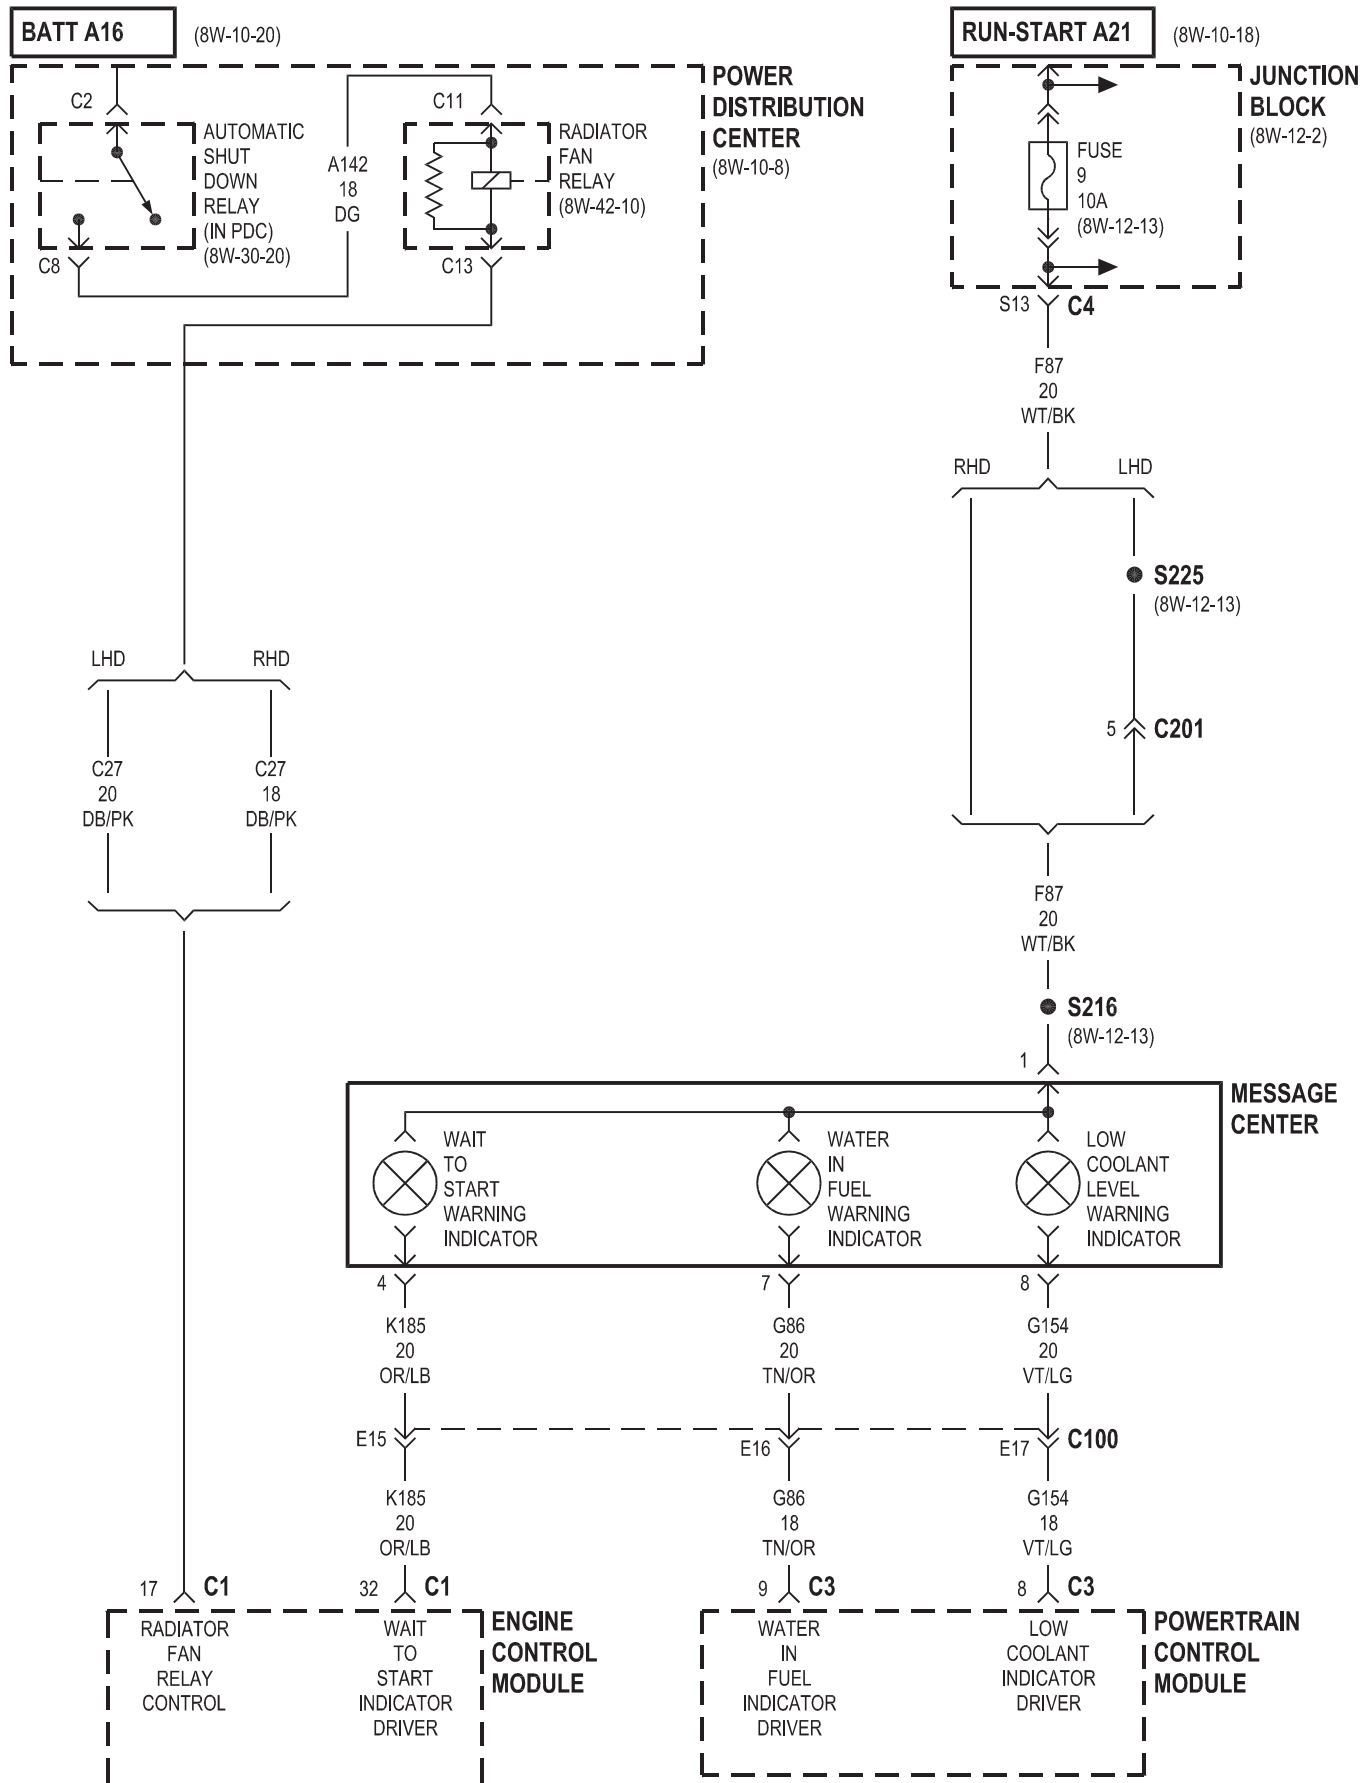 BATT A16
(8W-10-20)
RUN-START A21
(8W-10-18)
POWER
DISTRIBUTION
CENTER
(8W-10-8)
JUNCTION
BLOCK
(8W-12-2)
C2
AUTOMATIC
SHUT
DOWN
RELAY
(IN PDC)
(8W-30-20)
C8
A142
18
DG
C11
RADIATOR
FAN
RELAY
(8W-42-10)
C13
FUSE
9
10A
(8W-12-13)
S13
C4
F87
20
WT/BK
RHD
LHD
S225
(8W-12-13)
5
C201
LHD
RHD
C27
20
DB/PK
C27
18
DB/PK
F87
20
WT/BK
S216
(8W-12-13)
1
MESSAGE
CENTER
WAIT
TO
START
WARNING
INDICATOR
WATER
IN
FUEL
WARNING
INDICATOR
LOW
COOLANT
LEVEL
WARNING
INDICATOR
4
7
8
K185
20
OR/LB
G86
20
TN/OR
G154
20
VT/LG
E15
E16
E17
C100
K185
20
OR/LB
G86
18
TN/OR
G154
18
VT/LG
17
C1
32
C1
9
C3
8
C3
RADIATOR
FAN
RELAY
CONTROL
WAIT
TO
START
INDICATOR
DRIVER
ENGINE
CONTROL
MODULE
WATER
IN
FUEL
INDICATOR
DRIVER
LOW
COOLANT
INDICATOR
DRIVER
POWERTRAIN
CONTROL
MODULE